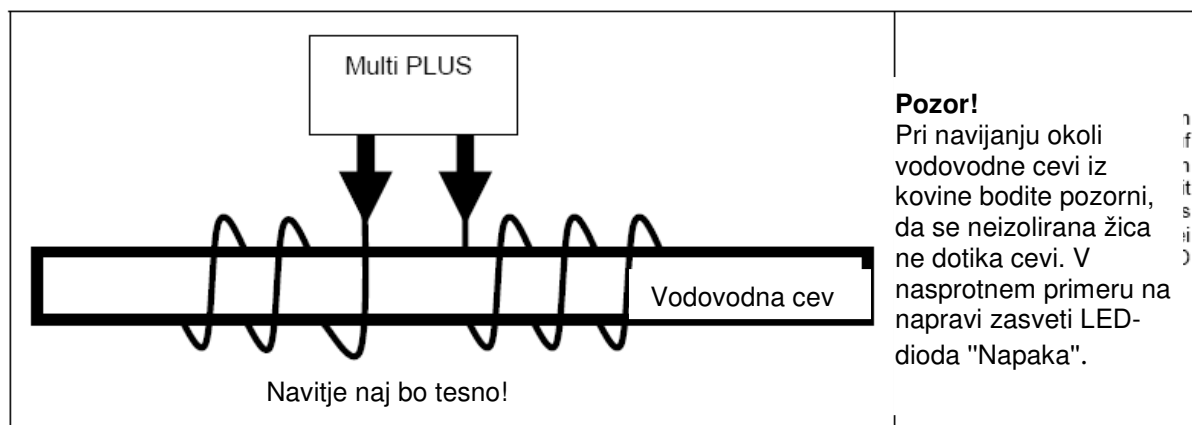 Multi PLUS
Vodovodna cev
Navitje naj bo tesno!
Pozor!
Pri navijanju okoli
vodovodne cevi iz
kovine bodite pozorni,
da se neizolirana žica
ne dotika cevi. V
nasprotnem primeru na
napravi zasveti LED-
dioda "Napaka".